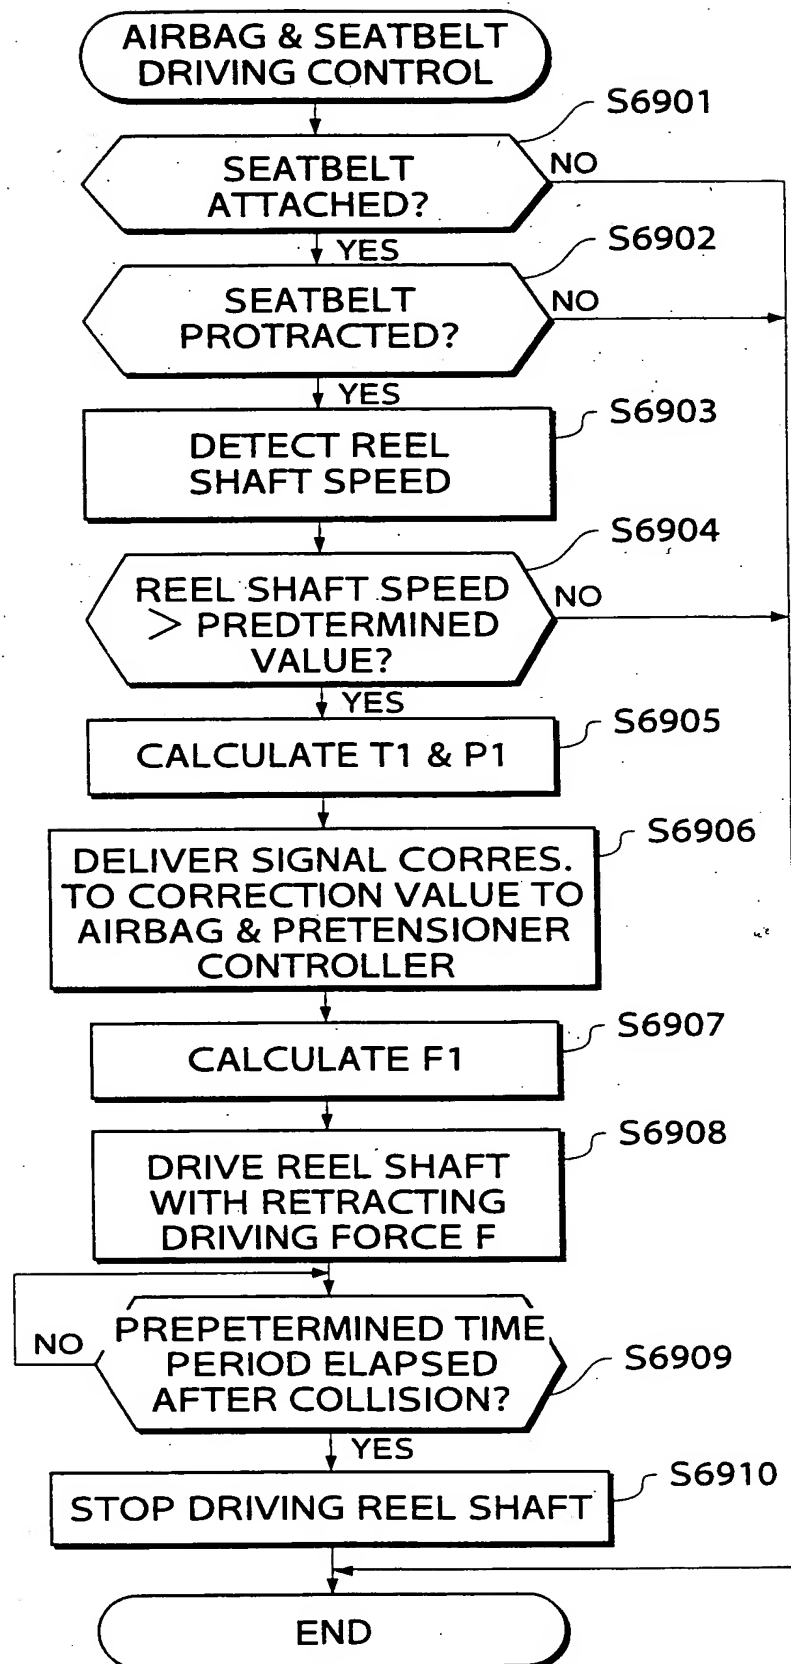 AIRBAG & SEATBELT
DRIVING CONTROL
S6901
SEATBELT
ATTACHED?
NO
YES
S6902
SEATBELT
PROTRACTED?
NO
YES
S6903
DETECT REEL
SHAFT SPEED
S6904
REEL SHAFT SPEED
> PREDTERMINED
VALUE?
NO
YES
S6905
CALCULATE T1 & P1
S6906
DELIVER SIGNAL CORRES.
TO CORRECTION VALUE TO
AIRBAG & PRETENSIONER
CONTROLLER
S6907
CALCULATE F1
S6908
DRIVE REEL SHAFT
WITH RETRACTING
DRIVING FORCE F
NO
PREPETERMINED TIME
PERIOD ELAPSED
AFTER COLLISION?
S6909
YES
S6910
STOP DRIVING REEL SHAFT
END